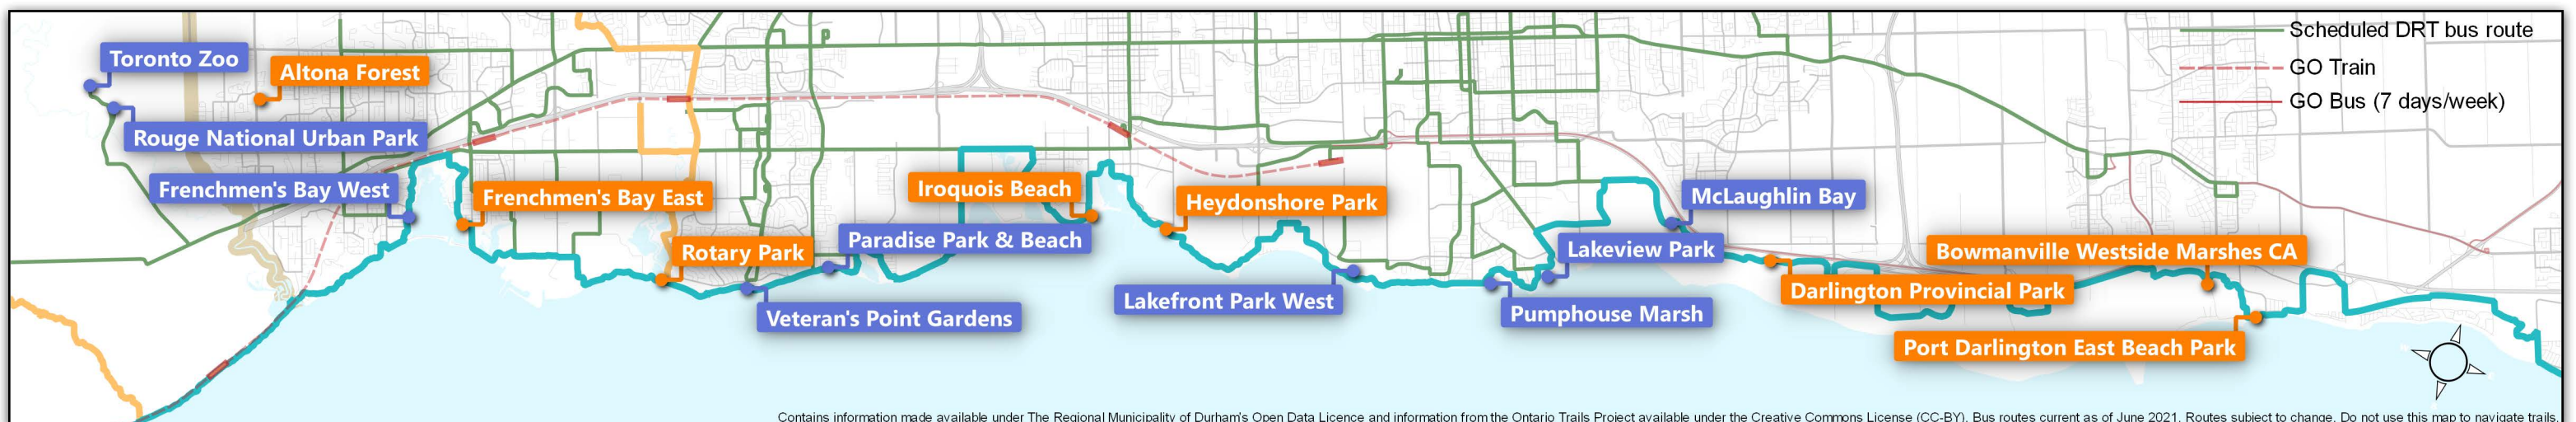 Toronto Zoo
Altona Forest
Rouge National Urban Park
Frenchmen's Bay West
Frenchmen's Bay East
Rotary Park
Veteran's Point Gardens
Paradise Park & Beach
Iroquois Beach
Heydonshore Park
Lakefront Park West
Pumphouse Marsh
Lakeview Park
McLaughlin Bay
Darlington Provincial Park
Bowmanville Westside Marshes CA
Port Darlington East Beach Park
Scheduled DRT bus route
GO Train
GO Bus (7 days/week)
Contains information made available under The Regional Municipality of Durham's Open Data Licence and information from the Ontario Trails Project available under the Creative Commons License (CC-BY). Bus routes current as of June 2021. Routes subject to change. Do not use this map to navigate trails.